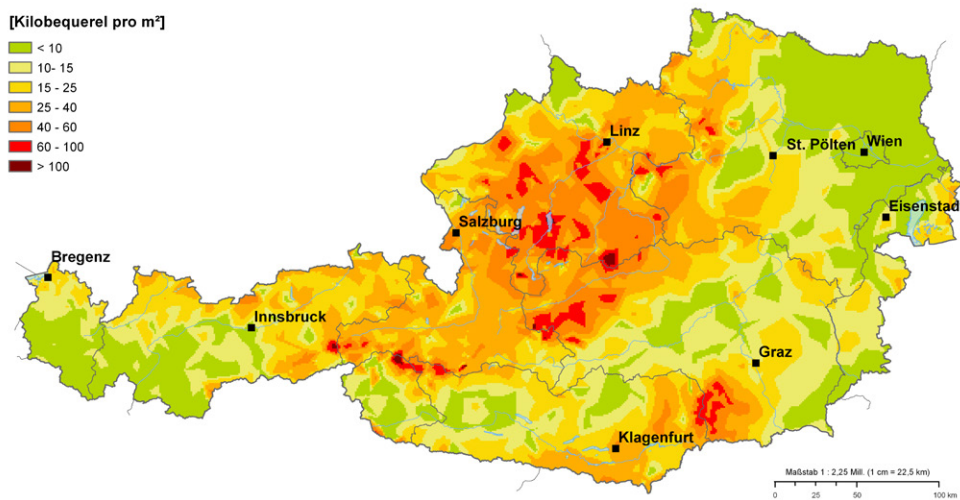 [Kilobequerel pro m²]
< 10
10- 15
15 - 25
25 - 40
40 - 60
60 - 100
> 100
Linz
St. Pölten
Wien
Eisenstad
Salzburg
Bregenz
Innsbruck
Graz
Klagenfurt
Maßstab 1 : 2,25 Mill. (1 cm = 22,5 km)
0 25 50 100 km